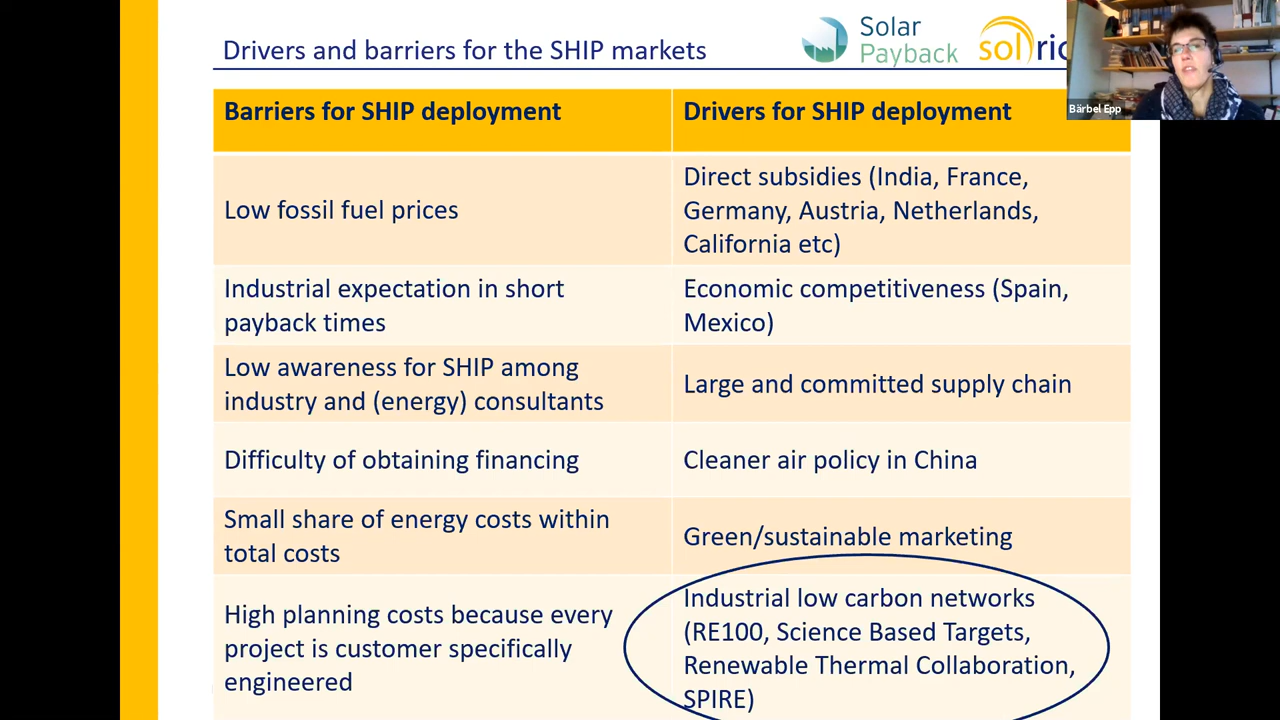 Drivers and barriers for the SHIP markets
Solar
Payback
solric
Bärbel Epp
Barriers for SHIP deployment
Drivers for SHIP deployment
Low fossil fuel prices
Direct subsidies (India, France,
Germany, Austria, Netherlands,
California etc)
Industrial expectation in short
payback times
Economic competitiveness (Spain,
Mexico)
Low awareness for SHIP among
industry and (energy) consultants
Large and committed supply chain
Difficulty of obtaining financing
Cleaner air policy in China
Small share of energy costs within
total costs
Green/sustainable marketing
High planning costs because every
project is customer specifically
engineered
Industrial low carbon networks
(RE100, Science Based Targets,
Renewable Thermal Collaboration,
SPIRE)